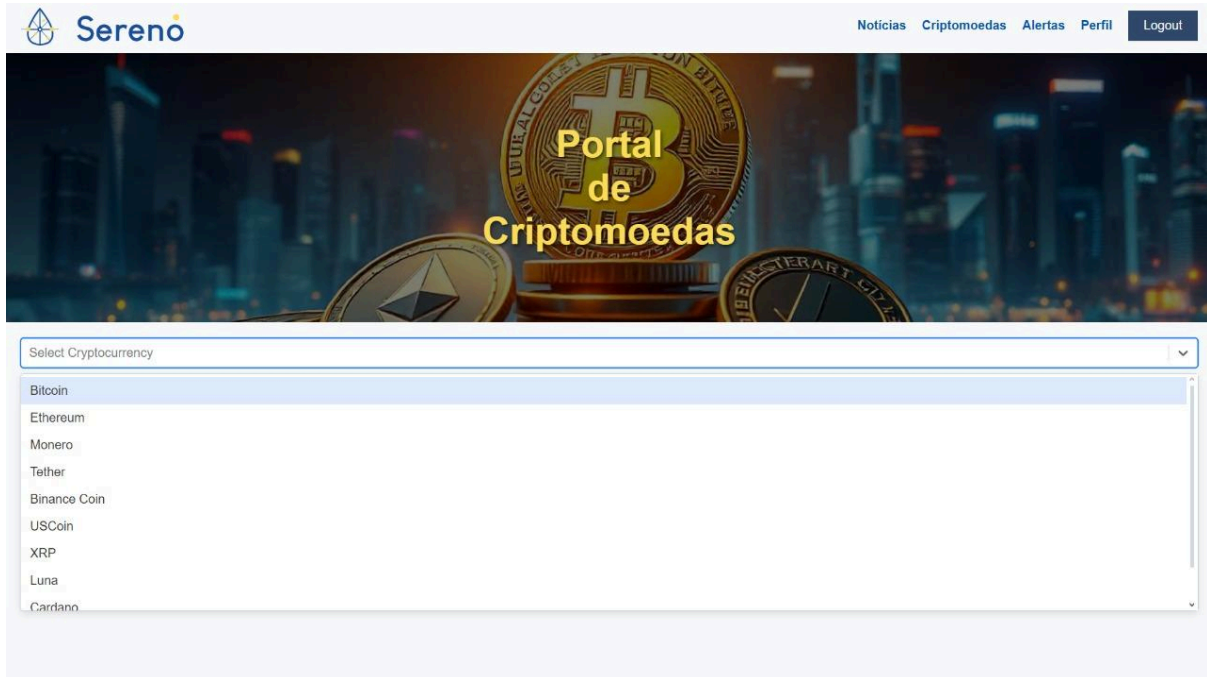 Sereno
Notícias Criptomoedas Alertas Perfil Logout
Portal
de
Criptomoedas
Select Cryptocurrency
Bitcoin
Ethereum
Monero
Tether
Binance Coin
USCoin
XRP
Luna
Cardano